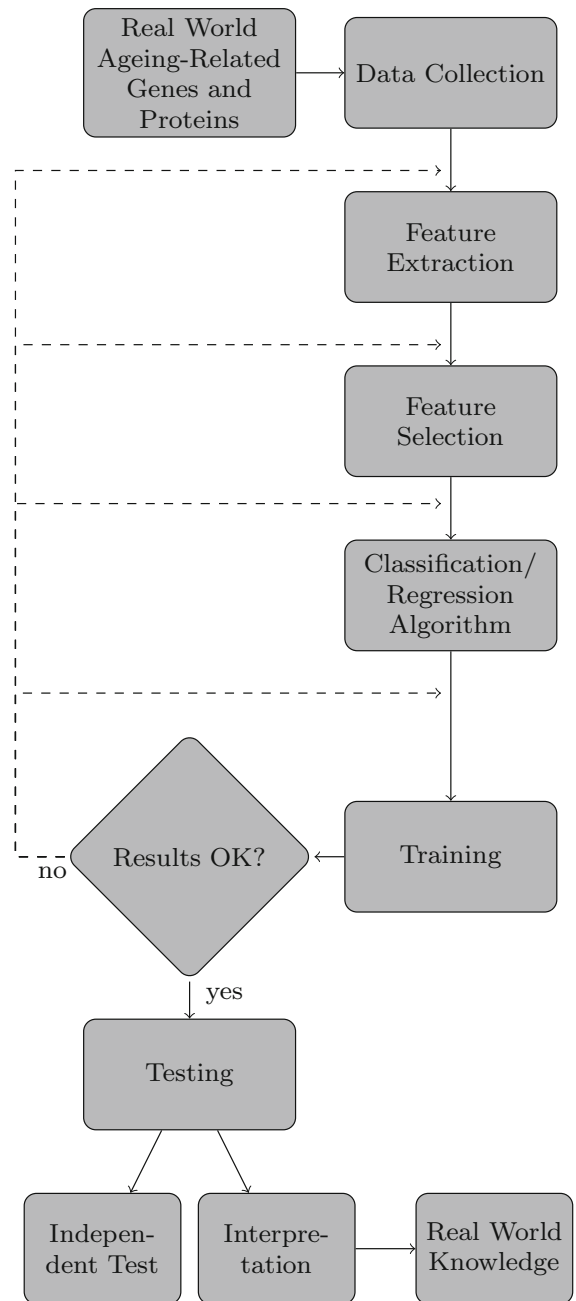 Real World
Ageing-Related
Genes and
Proteins
Data Collection
Feature
Extraction
Feature
Selection
Classification/
Regression
Algorithm
Training
Results OK?
no
yes
Testing
Indepen-
dent Test
Interpre-
tation
Real World
Knowledge